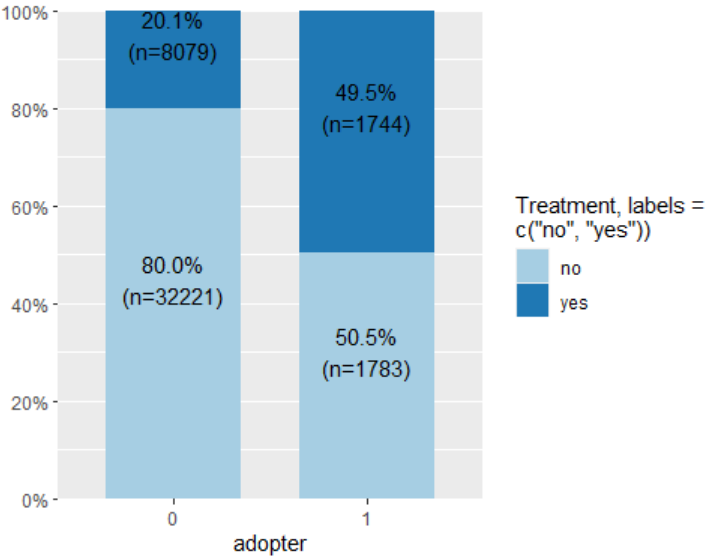 100%
80%
60%
40%
20%
0%
20.1%
(n=8079)
80.0%
(n=32221)
49.5%
(n=1744)
50.5%
(n=1783)
0
1
adopter
Treatment, labels =
c("no", "yes"))
no
yes